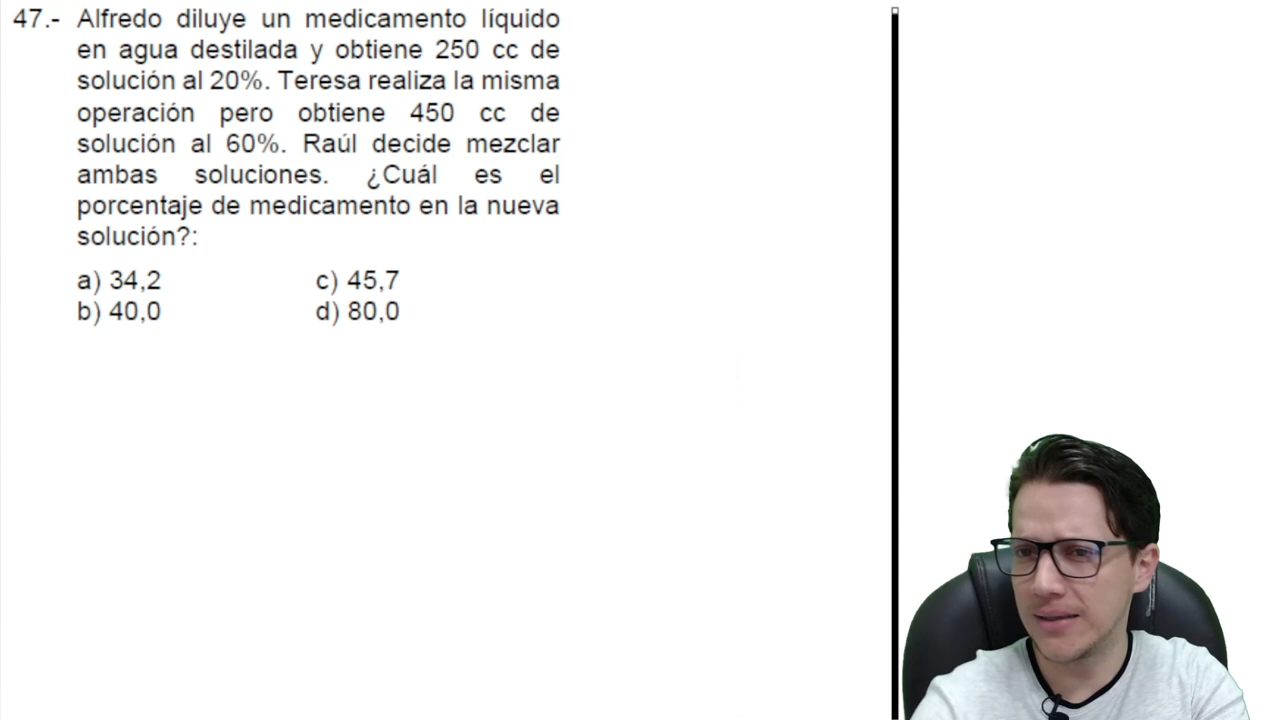 47.- Alfredo diluye un medicamento líquido
en agua destilada y obtiene 250 cc de
solución al 20%. Teresa realiza la misma
operación pero obtiene 450 cc de
solución al 60%. Raúl decide mezclar
ambas soluciones. ¿Cuál es el
porcentaje de medicamento en la nueva
solución?:
a) 34,2 c) 45,7
b) 40,0 d) 80,0